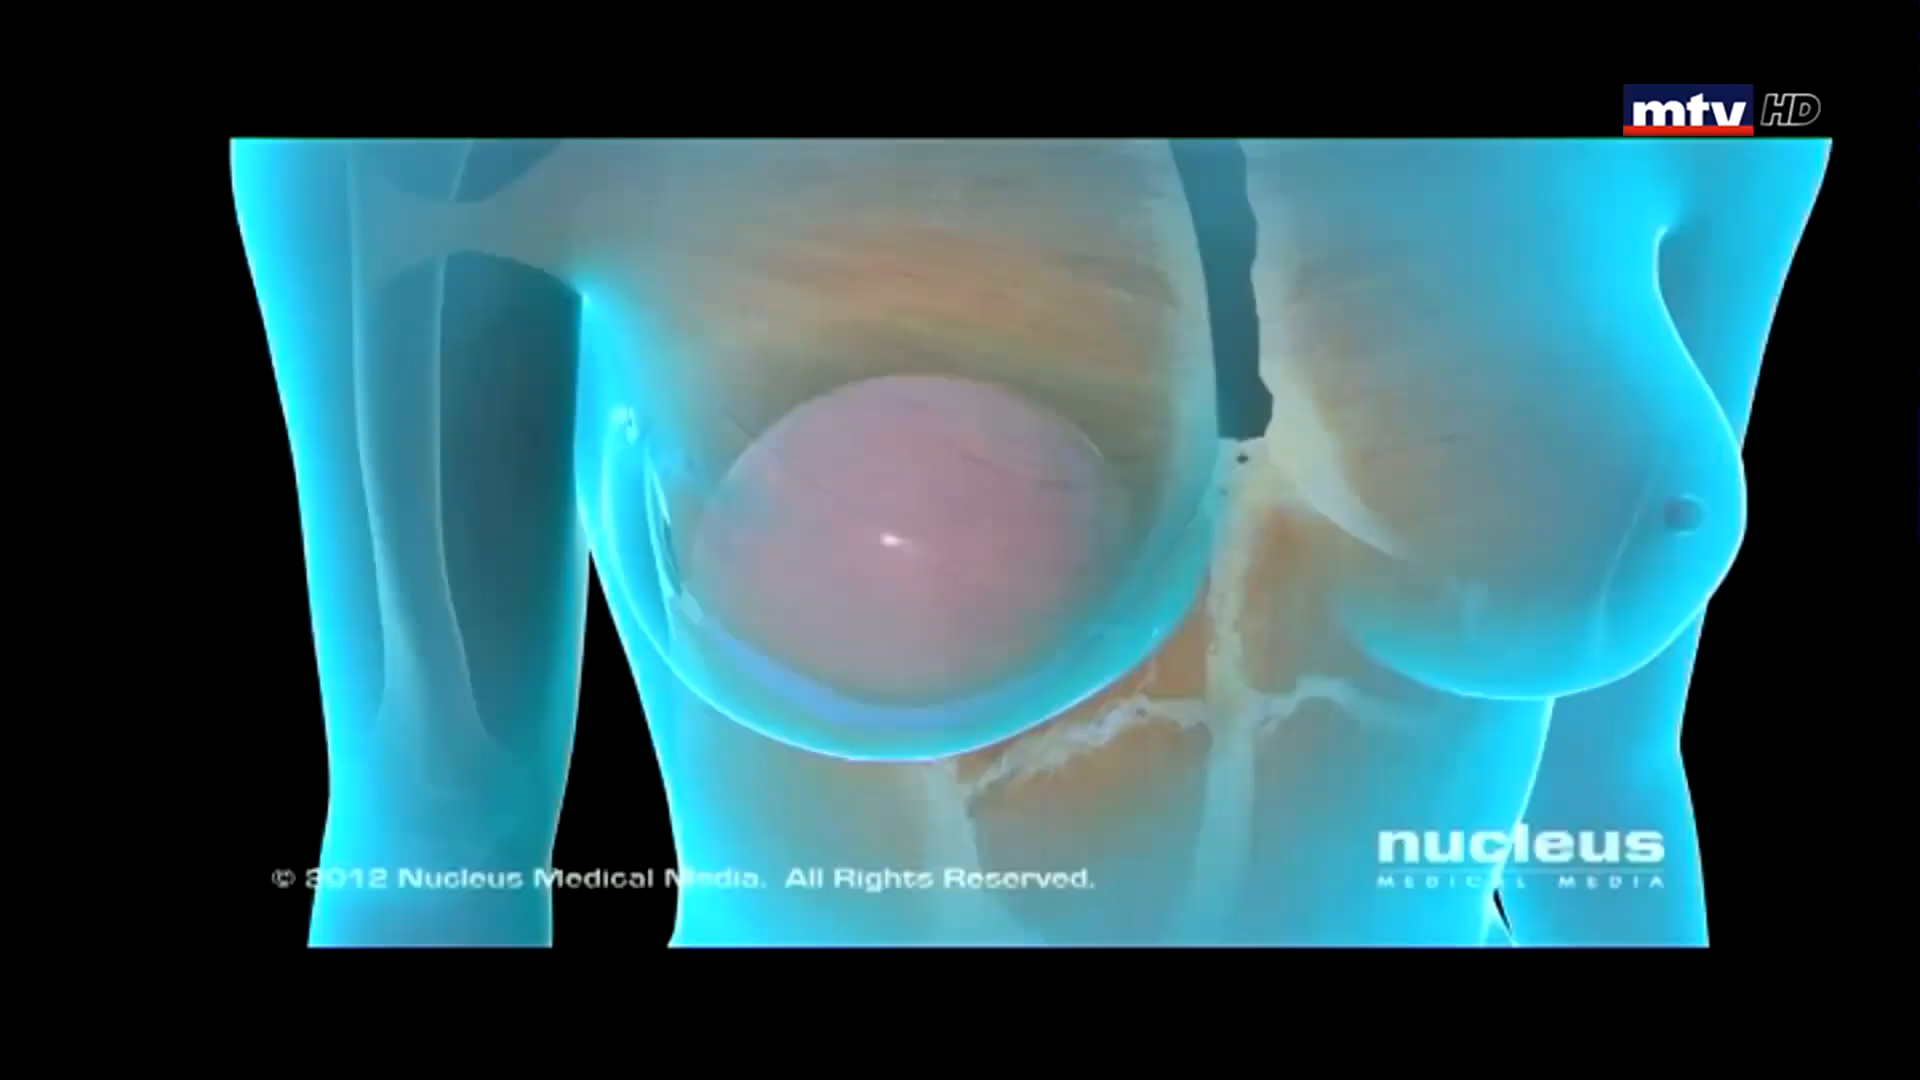 mtv HD
© 2012 Nucleus Medical Media. All Rights Reserved.
nucleus
MEDICAL MEDIA